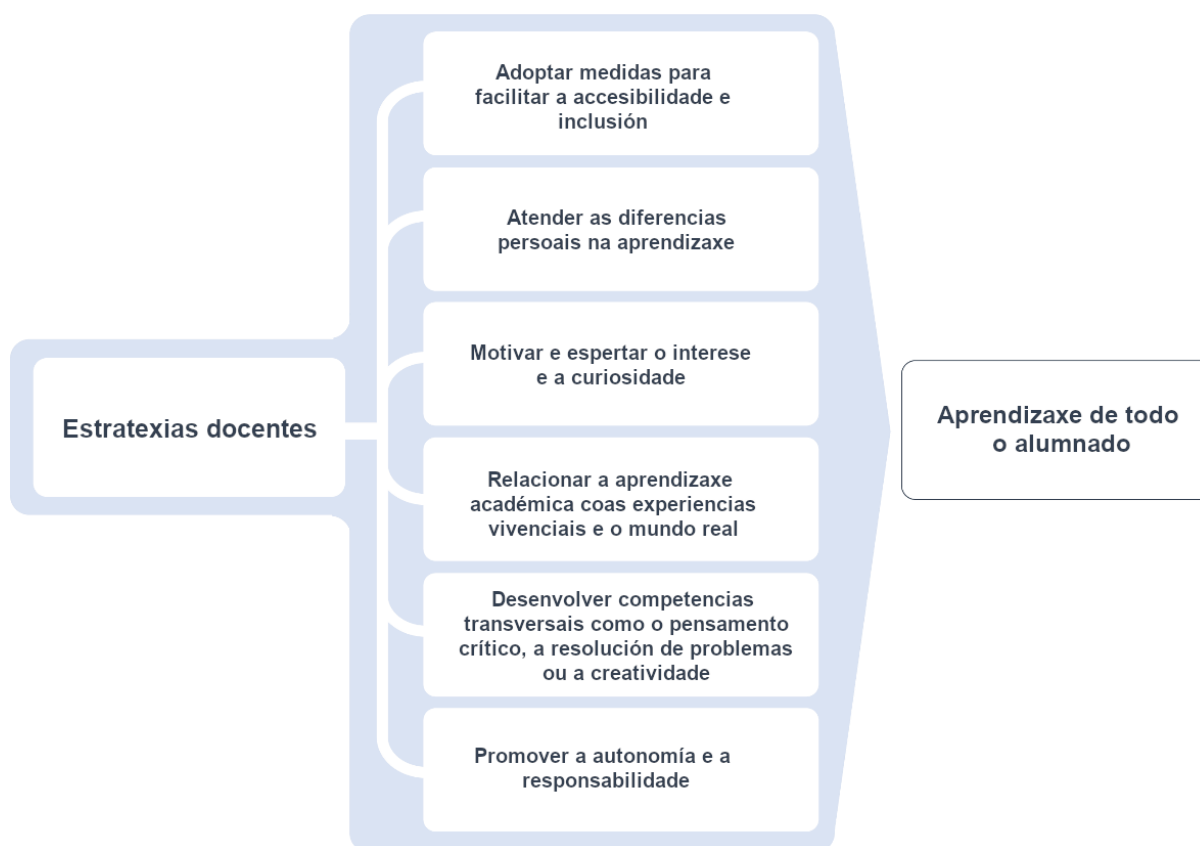 Adoptar medidas para
facilitar a accesibilidade e
inclusión
Atender as diferencias
persoais na aprendizaxe
Motivar e espertar o interese
e a curiosidade
Estratexias docentes
Relacionar a aprendizaxe
académica coas experiencias
vivenciais e o mundo real
Desenvolver competencias
transversais como o pensamento
crítico, a resolución de problemas
ou a creatividade
Promover a autonomía e a
responsabilidade
Aprendizaxe de todo
o alumnado